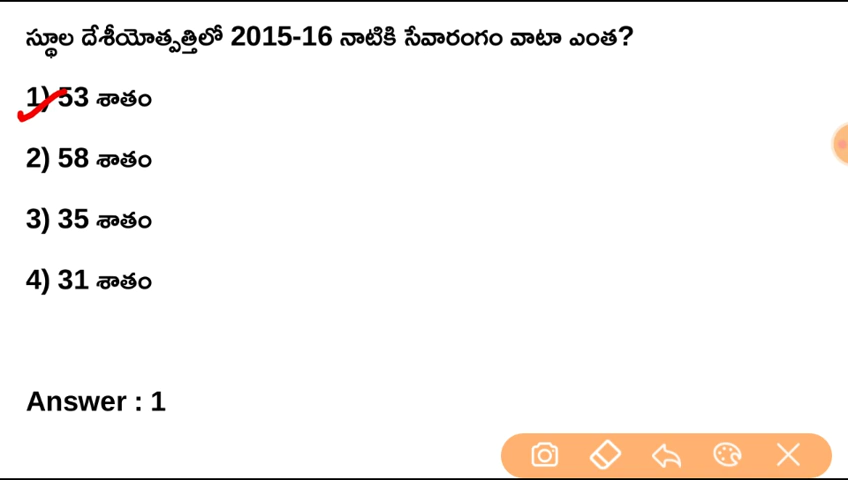 స్థూల దేశీయోత్పత్తిలో 2015-16 నాటికి సేవారంగం వాటా ఎంత?
1) 53 శాతం
2) 58 శాతం
3) 35 శాతం
4) 31 శాతం
Answer : 1